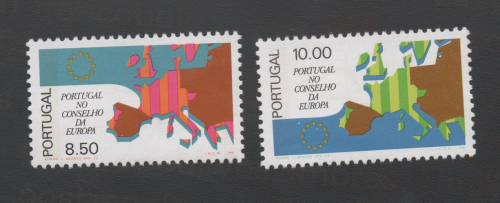 PORTUGAL
PORTUGAL
NO
CONSELHO
DA
EUROPA
8.50
10.00
PORTUGAL
PORTUGAL
NO
CONSELHO
DA
EUROPA